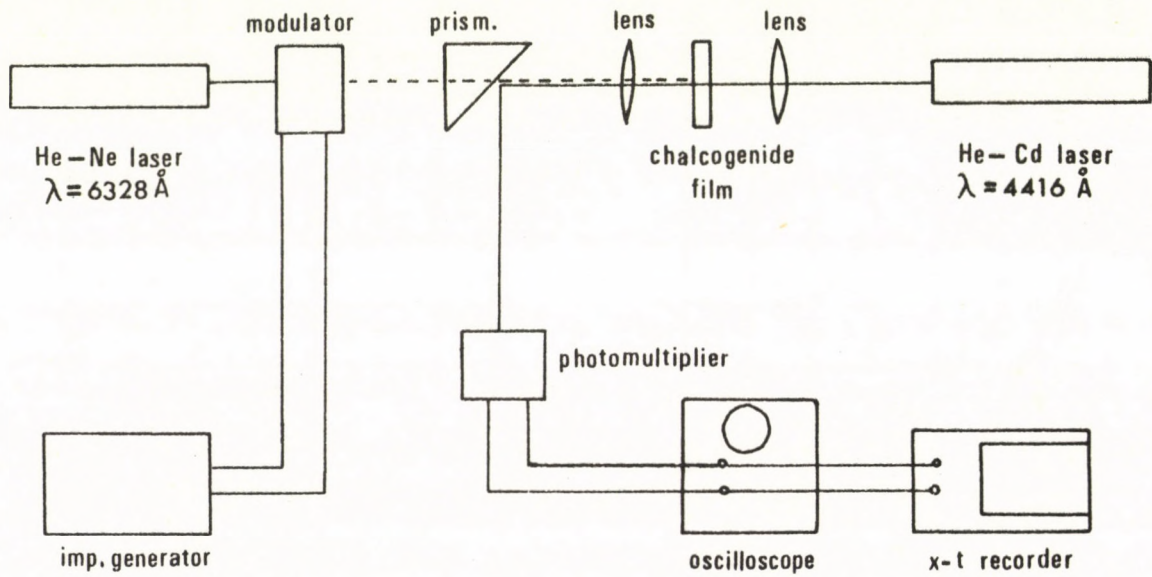 modulator
prism.
lens
lens
He-Ne laser
λ=6328 Å
chalcogenide
film
He-Cd laser
λ=4416 Å
photomultiplier
imp. generator
oscilloscope
x-t recorder